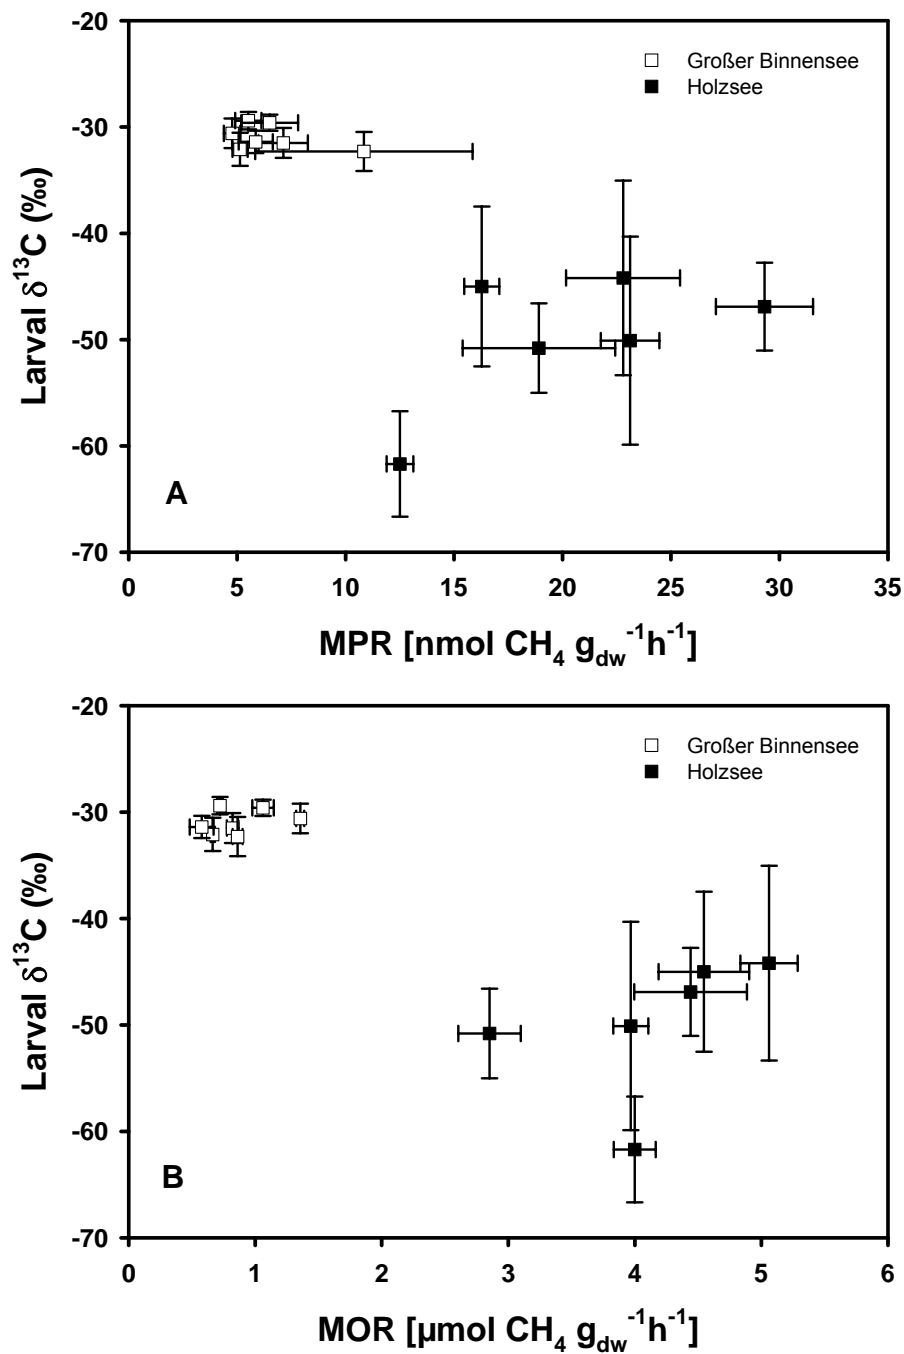 -20
-30
-40
-50
-60
-70
Larval δ¹³C (‰)
Großer Binnensee
Holzsee
A
0 5 10 15 20 25 30 35
MPR [nmol CH₄ g_dw⁻¹h⁻¹]
-20
-30
-40
-50
-60
-70
Larval δ¹³C (‰)
Großer Binnensee
Holzsee
B
0 1 2 3 4 5 6
MOR [µmol CH₄ g_dw⁻¹h⁻¹]